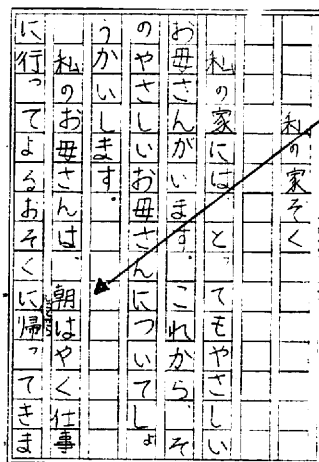 私の家そく
私の家には、とってもやさしい
お母さんがいます。これから、そ
のやさしいお母さんについてしょ
うかいします。
私のお母さんは、朝はやく仕事
に行ってよるおそくに帰ってきま